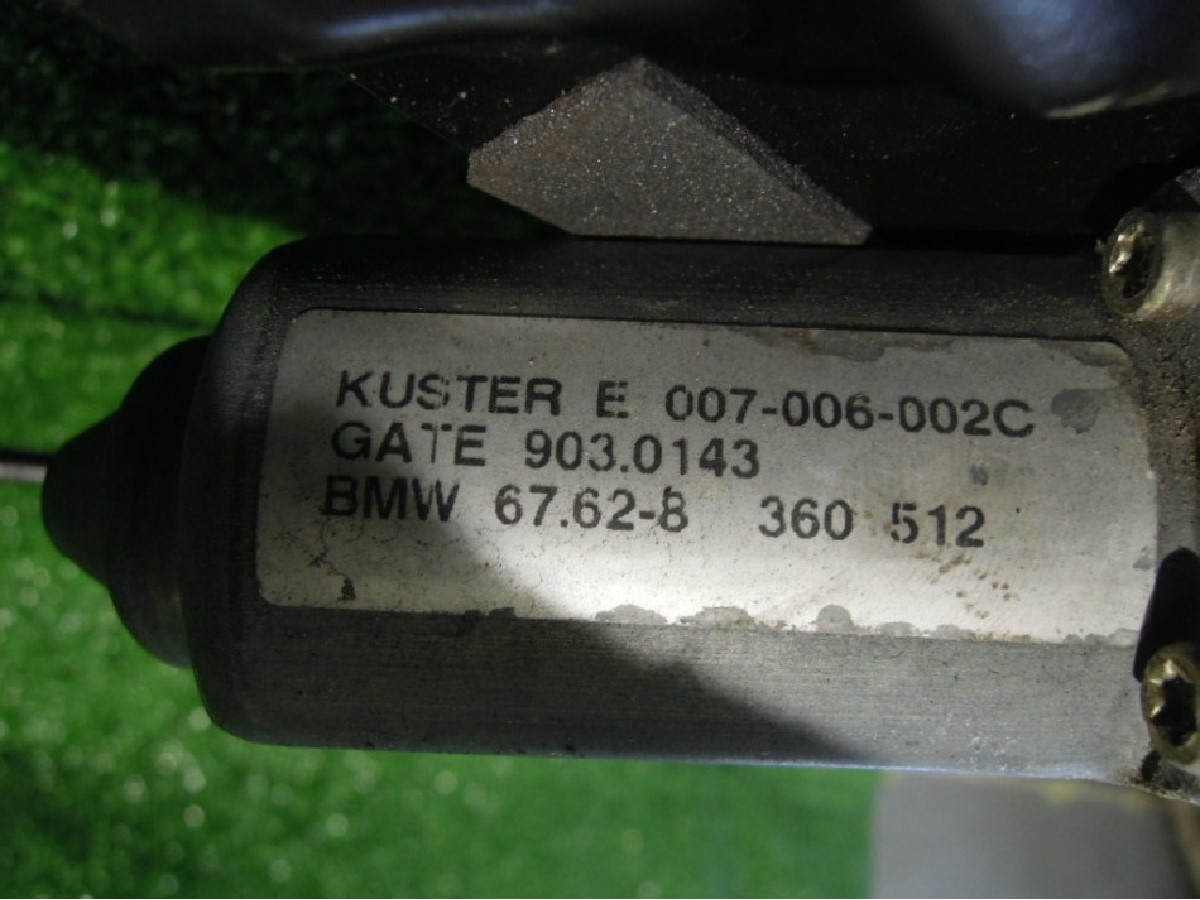 KUSTER E 007-006-002C
GATE 903.0143
BMW 67.62-8 360 512